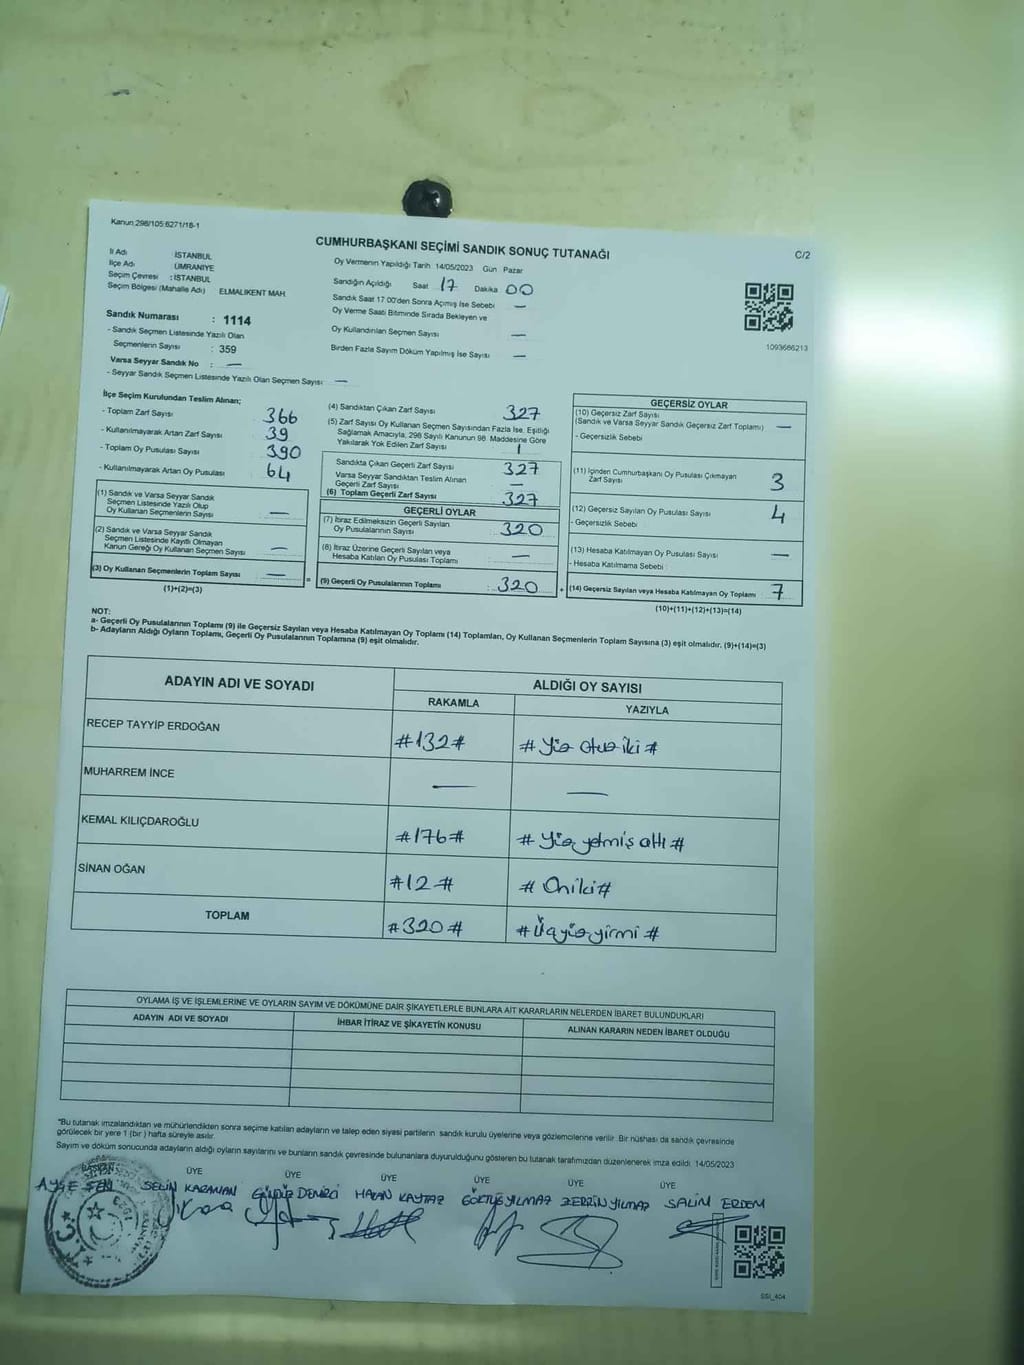 Kanun:298/105;6271/18-1
CUMHURBAŞKANI SEÇİMİ SANDIK SONUÇ TUTANAĞI
C/2
İl Adı : İSTANBUL
İlçe Adı : ÜMRANİYE
Seçim Çevresi : İSTANBUL
Seçim Bölgesi (Mahalle Adı) ELMALIKENT MAH.
Sandık Numarası : 1114
- Sandık Seçmen Listesinde Yazılı Olan
Seçmenlerin Sayısı : 359
Varsa Seyyar Sandık No : —
- Seyyar Sandık Seçmen Listesinde Yazılı Olan Seçmen Sayısı —
Oy Vermenin Yapıldığı Tarih 14/05/2023 Gün Pazar
Sandığın Açıldığı Saat 17 Dakika 00
Sandık Saat 17.00'den Sonra Açılmış İse Sebebi —
Oy Verme Saati Bitiminde Sırada Bekleyen ve
Oy Kullandırılan Seçmen Sayısı —
Birden Fazla Sayım Döküm Yapılmış İse Sayısı —
1093666213
İlçe Seçim Kurulundan Teslim Alınan;
- Toplam Zarf Sayısı 366
- Kullanılmayarak Artan Zarf Sayısı 39
- Toplam Oy Pusulası Sayısı 390
- Kullanılmayarak Artan Oy Pusulası 64
(1) Sandık ve Varsa Seyyar Sandık
Seçmen Listesinde Yazılı Olup
Oy Kullanan Seçmenlerin Sayısı —
(2) Sandık ve Varsa Seyyar Sandık
Seçmen Listesinde Kayıtlı Olmayan
Kanun Gereği Oy Kullanan Seçmen Sayısı —
(3) Oy Kullanan Seçmenlerin Toplam Sayısı —
(1)+(2)=(3)
(4) Sandıktan Çıkan Zarf Sayısı 327
(5) Zarf Sayısı Oy Kullanan Seçmen Sayısından Fazla İse, Eşitliği
Sağlamak Amacıyla, 298 Sayılı Kanunun 98. Maddesine Göre
Yakılarak Yok Edilen Zarf Sayısı 1
Sandıkta Çıkan Geçerli Zarf Sayısı 327
Varsa Seyyar Sandıktan Teslim Alınan
Geçerli Zarf Sayısı —
(6) Toplam Geçerli Zarf Sayısı 327
GEÇERLİ OYLAR
(7) İtiraz Edilmeksizin Geçerli Sayılan
Oy Pusulalarının Sayısı 320
(8) İtiraz Üzerine Geçerli Sayılan veya
Hesaba Katılan Oy Pusulası Toplamı —
= (9) Geçerli Oy Pusulalarının Toplamı : 320
GEÇERSİZ OYLAR
(10) Geçersiz Zarf Sayısı
(Sandık ve Varsa Seyyar Sandık Geçersiz Zarf Toplamı) —
- Geçersizlik Sebebi
(11) İçinden Cumhurbaşkanı Oy Pusulası Çıkmayan
Zarf Sayısı 3
(12) Geçersiz Sayılan Oy Pusulası Sayısı 4
- Geçersizlik Sebebi
(13) Hesaba Katılmayan Oy Pusulası Sayısı —
- Hesaba Katılmama Sebebi :
+ (14) Geçersiz Sayılan veya Hesaba Katılmayan Oy Toplamı 7
(10)+(11)+(12)+(13)=(14)
NOT:
a- Geçerli Oy Pusulalarının Toplamı (9) ile Geçersiz Sayılan veya Hesaba Katılmayan Oy Toplamı (14) Toplamları, Oy Kullanan Seçmenlerin Toplam Sayısına (3) eşit olmalıdır. (9)+(14)=(3)
b- Adayların Aldığı Oyların Toplamı, Geçerli Oy Pusulalarının Toplamına (9) eşit olmalıdır.
ADAYIN ADI VE SOYADI
ALDIĞI OY SAYISI
RAKAMLA YAZIYLA
RECEP TAYYİP ERDOĞAN #132# # Yüz otuz iki #
MUHARREM İNCE — —
KEMAL KILIÇDAROĞLU #176# # Yüz yetmiş altı #
SİNAN OĞAN #12# # Oniki #
TOPLAM #320# # Üçyüz yirmi #
OYLAMA İŞ VE İŞLEMLERİNE VE OYLARIN SAYIM VE DÖKÜMÜNE DAİR ŞİKAYETLERLE BUNLARA AİT KARARLARIN NELERDEN İBARET BULUNDUKLARI
ADAYIN ADI VE SOYADI İHBAR İTİRAZ VE ŞİKAYETİN KONUSU ALINAN KARARIN NEDEN İBARET OLDUĞU
"Bu tutanak imzalandıktan ve mühürlendikten sonra seçime katılan adayların ve talep eden siyasi partilerin sandık kurulu üyelerine veya gözlemcilerine verilir. Bir nüshası da sandık çevresinde
görülecek bir yere 1 (bir) hafta süreyle asılır.
Sayım ve döküm sonucunda adayların aldığı oyların sayılarını ve bunların sandık çevresinde bulunanlara duyurulduğunu gösteren bu tutanak tarafımızdan düzenlenerek imza edildi. 14/05/2023
ÜYE ÜYE ÜYE ÜYE ÜYE ÜYE
AYŞE ŞEN SELİN KARAMAN GÜNDÜZ DEMİRCİ HAKAN KAYTAZ GÖKTUĞ YILMAZ ZERRİN YILMAZ SALİM ERDEM
SSI_404